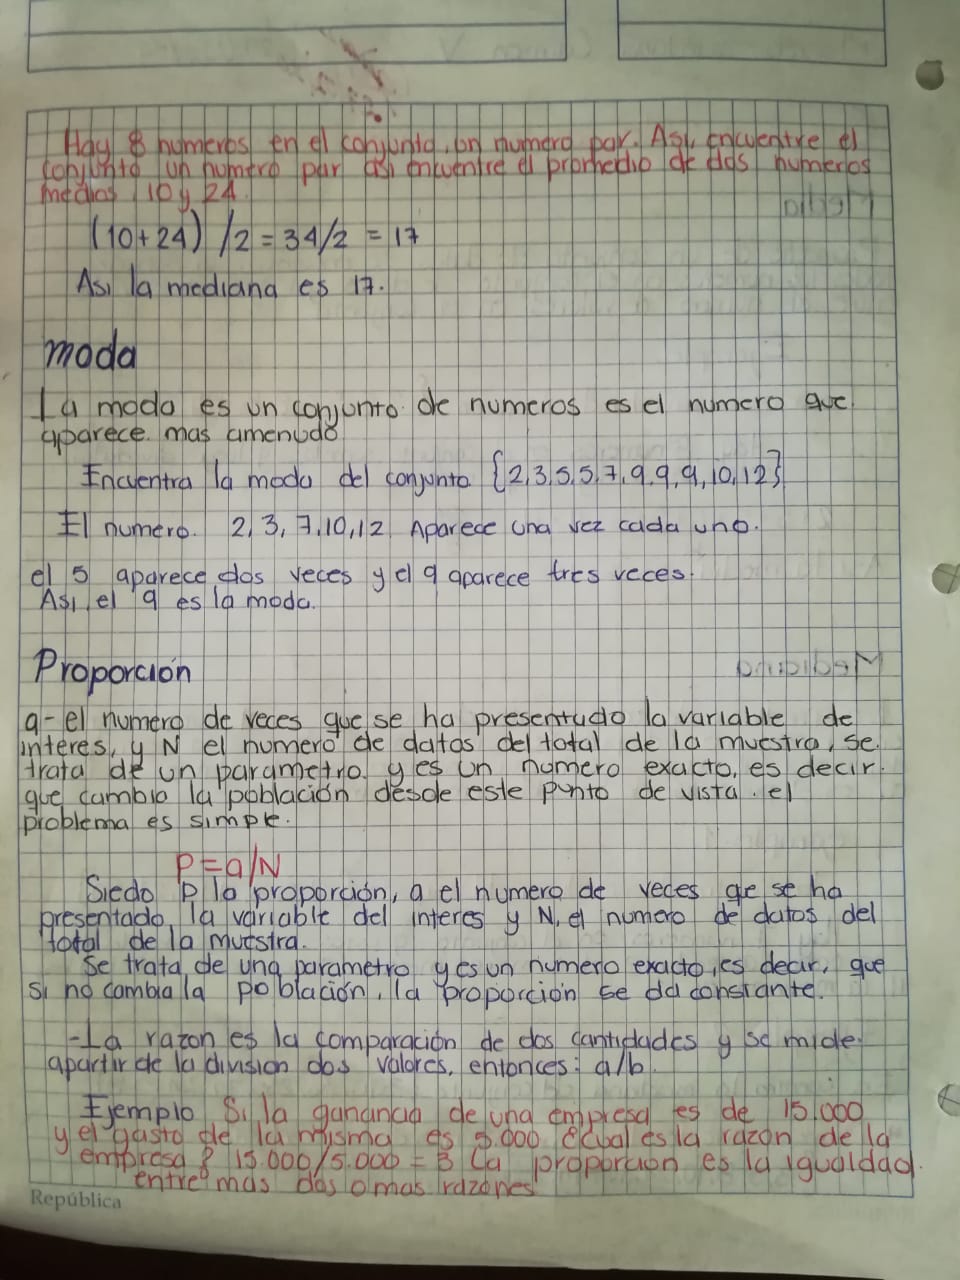 Hay 8 numeros en el conjunto, un numero par. Asi, encuentre el
conjunto un numero par asi encuentre el promhedio de dos numeros
medias 10 y 24.
(10+24) /2 = 34/2 = 17
Asi la mediana es 17.
moda
La moda es un conjunto de numeros es el numero que
aparece mas amenudo
Encuentra la moda del conjunto {2,3,5,5,7,9,9,9,10,12}
El numero. 2, 3, 7, 10, 12 Aparece una vez cada uno.
el 5 aparece dos veces y el 9 aparece tres veces.
Asi, el 9 es la moda.
Proporción
a- el numero de veces que se ha presentado la variable de
interes, y N el numero de datos del total de la muestra, se
trata de un parametro y es un numero exacto, es decir.
que cambio la población desde este punto de vista. el
problema es simple.
P=a/N
Siedo P la proporción, a el numero de veces qe se ha
presentado la variable del interes y N, el numero de datos del
total de la muestra.
Se trata de una parametro y es un numero exacto, es decir, que
si no cambia la población, la proporción se da constante.
-La razon es la comparación de dos cantidades y se mide
apartir de la division dos valores, entonces: a/b.
Ejemplo Si la ganancia de una empresa es de 15.000
y el gasto de la misma es 5.000 ¿cual es la razon de la
empresa? 15.000/5.000 = 3 La proporcion es la igualdad.
entre mas dos o mas razones
República
Mediana